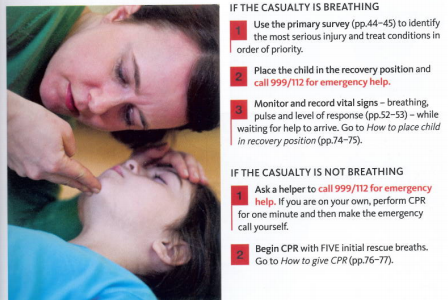 IF THE CASUALTY IS BREATHING
1 Use the primary survey (pp.44–45) to identify
the most serious injury and treat conditions in
order of priority.
2 Place the child in the recovery position and
call 999/112 for emergency help.
3 Monitor and record vital signs – breathing,
pulse and level of response (pp.52–53) – while
waiting for help to arrive. Go to How to place child
in recovery position (pp.74–75).
IF THE CASUALTY IS NOT BREATHING
1 Ask a helper to call 999/112 for emergency
help. If you are on your own, perform CPR
for one minute and then make the emergency
call yourself.
2 Begin CPR with FIVE initial rescue breaths.
Go to How to give CPR (pp.76–77).